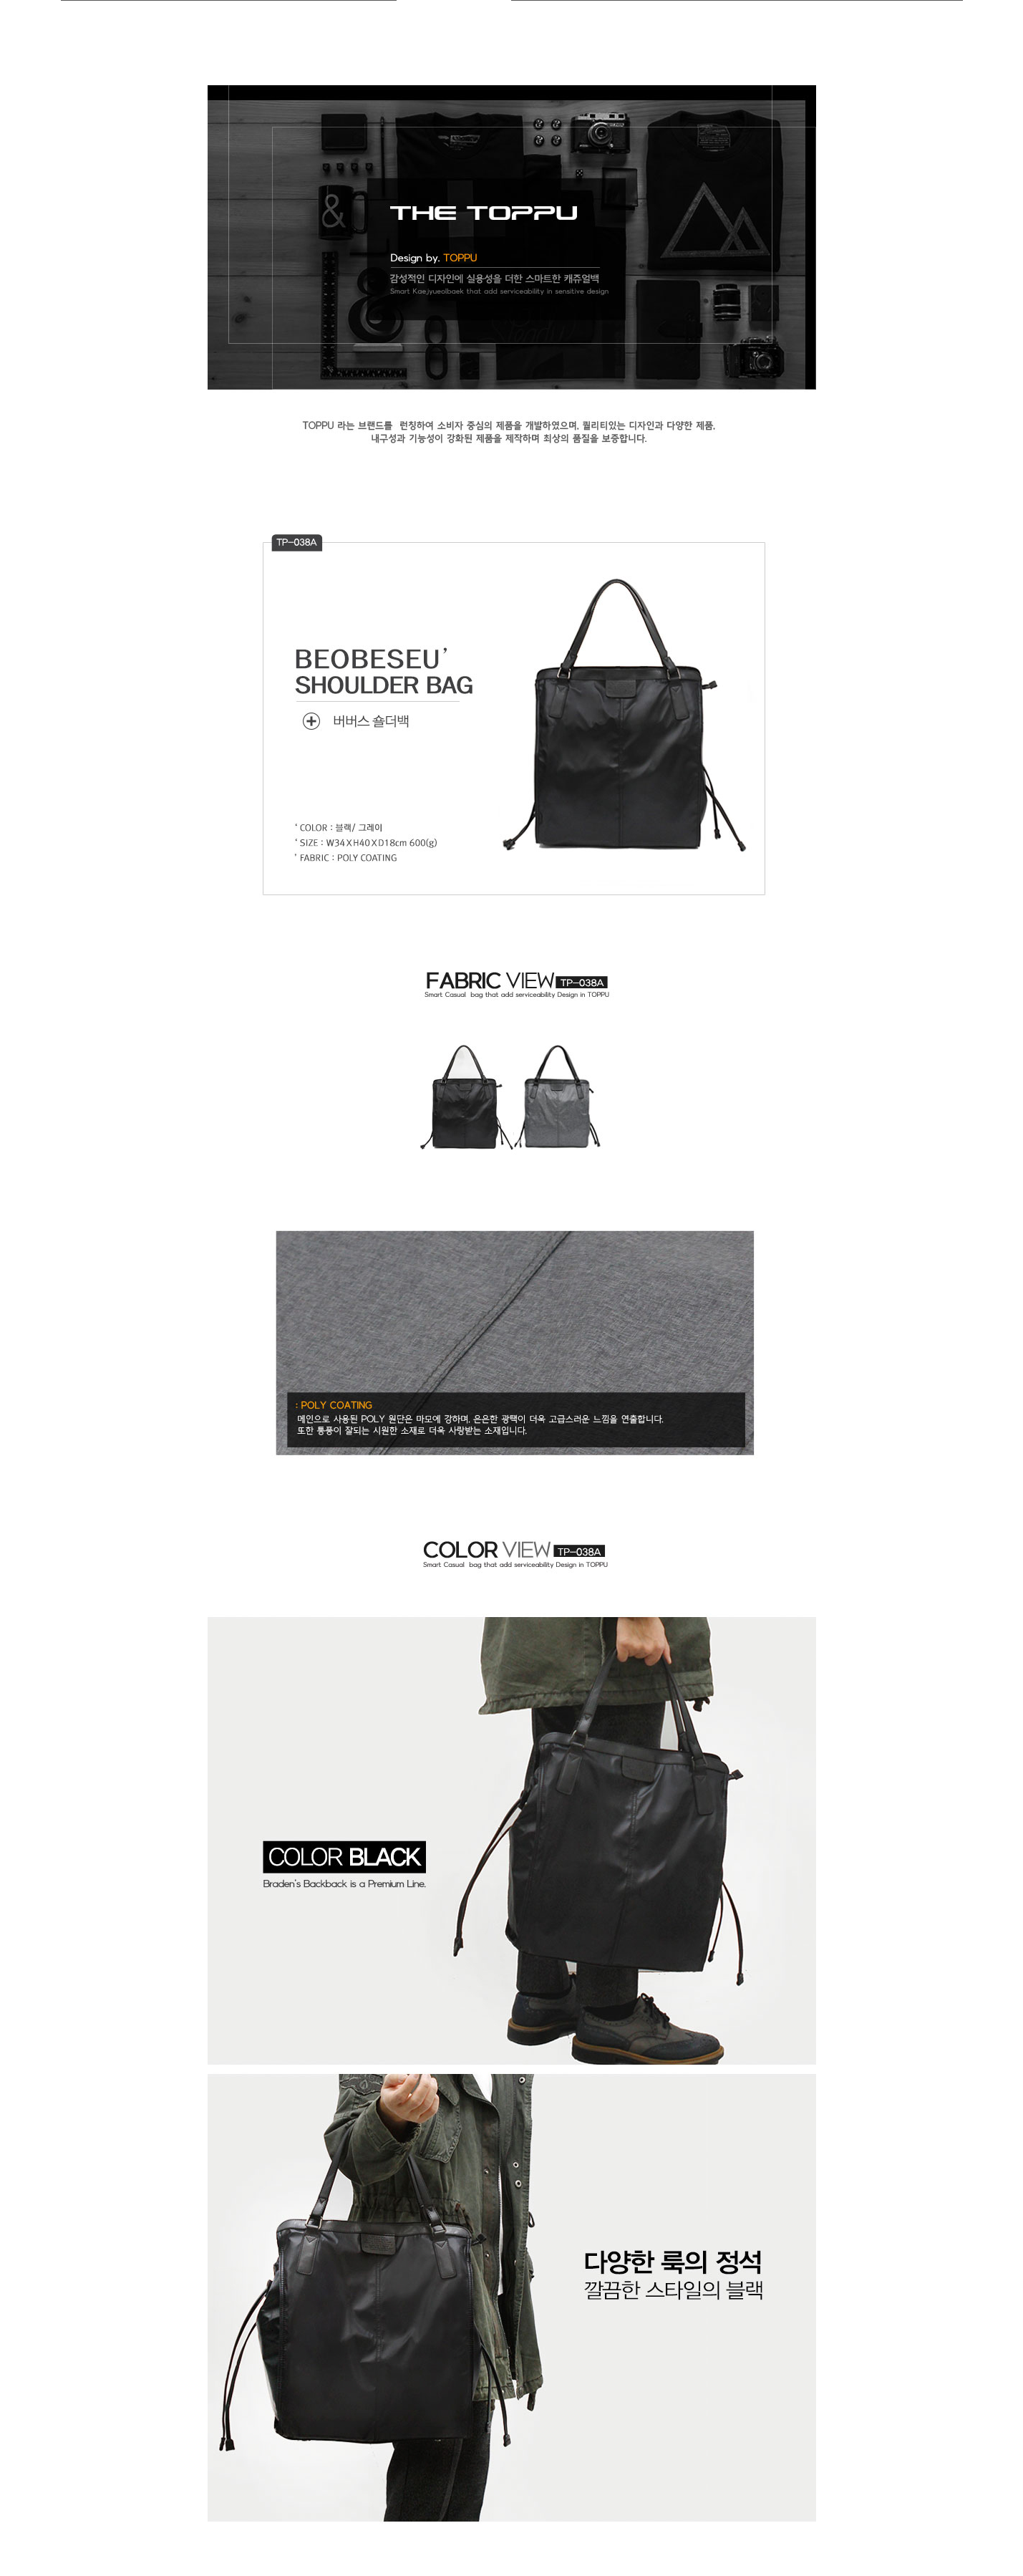 THE TOPPU
Design by. TOPPU
감성적인 디자인에 실용성을 더한 스마트한 캐쥬얼백
Smart Kaejyueolbaek that add serviceability in sensitive design
TOPPU 라는 브랜드를 런칭하여 소비자 중심의 제품을 개발하였으며, 퀄리티있는 디자인과 다양한 제품,
내구성과 기능성이 강화된 제품을 제작하며 최상의 품질을 보증합니다.
TP-038A
BEOBESEU'
SHOULDER BAG
버버스 숄더백
' COLOR : 블랙/ 그레이
' SIZE : W34XH40XD18cm 600(g)
' FABRIC : POLY COATING
FABRIC VIEW TP-038A
Smart Casual bag that add serviceability Design in TOPPU
: POLY COATING
메인으로 사용된 POLY 원단은 마모에 강하며, 은은한 광택이 더욱 고급스러운 느낌을 연출합니다.
또한 통풍이 잘되는 시원한 소재로 더욱 사랑받는 소재입니다.
COLOR VIEW TP-038A
Smart Casual bag that add serviceability Design in TOPPU
COLOR BLACK
Braden's Backback is a Premium Line.
다양한 룩의 정석
깔끔한 스타일의 블랙